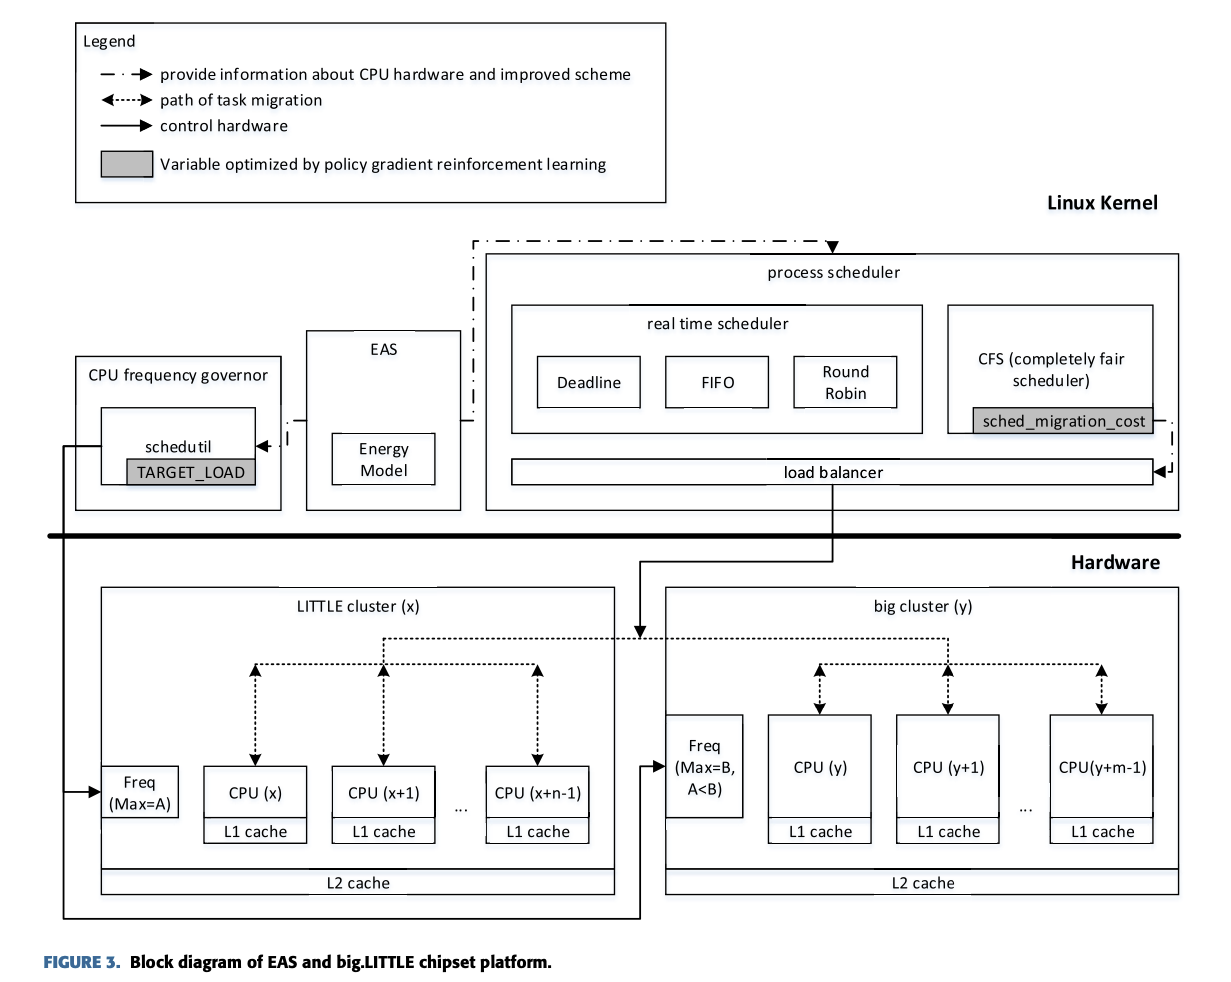 Legend
provide information about CPU hardware and improved scheme
path of task migration
control hardware
Variable optimized by policy gradient reinforcement learning
Linux Kernel
process scheduler
real time scheduler
Deadline
FIFO
Round
Robin
CFS (completely fair
scheduler)
sched_migration_cost
load balancer
EAS
Energy
Model
CPU frequency governor
schedutil
TARGET_LOAD
Hardware
LITTLE cluster (x)
Freq
(Max=A)
CPU (x)
L1 cache
CPU (x+1)
L1 cache
...
CPU (x+n-1)
L1 cache
L2 cache
big cluster (y)
Freq
(Max=B,
A<B)
CPU (y)
L1 cache
CPU (y+1)
L1 cache
...
CPU(y+m-1)
L1 cache
L2 cache
FIGURE 3. Block diagram of EAS and big.LITTLE chipset platform.